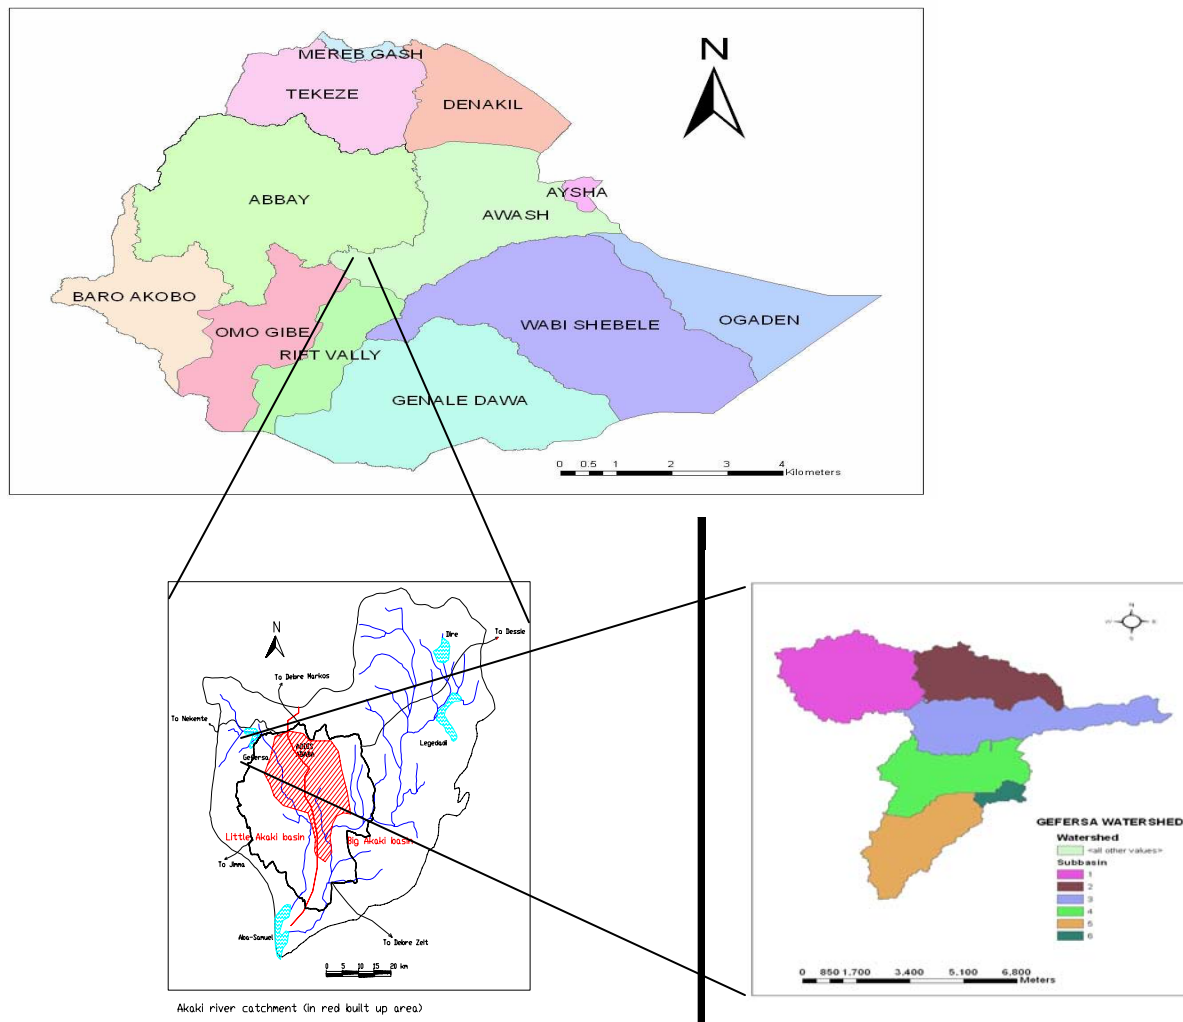 MEREB GASH
N
TEKEZE
DENAKIL
ABBAY
AYSHA
AWASH
BARO AKOBO
OMO GIBE
WABI SHEBELE
OGADEN
RIFT VALLY
GENALE DAWA
0 0.5 1 2 3 4
Kilometers
N
Dire
To Dessie
To Debre Markos
To Nekemte
Gefersa
ADDIS
ABABA
Legedadi
Little Akaki basin
Big Akaki basin
To Jimma
Aba-Samuel
To Debre Zeit
0 5 10 15 20 km
Akaki river catchment (in red built up area)
N
W E
S
GEFERSA WATERSHED
Watershed
<all other values>
Subbasin
1
2
3
4
5
6
0 850 1,700 3,400 5,100 6,800
Meters